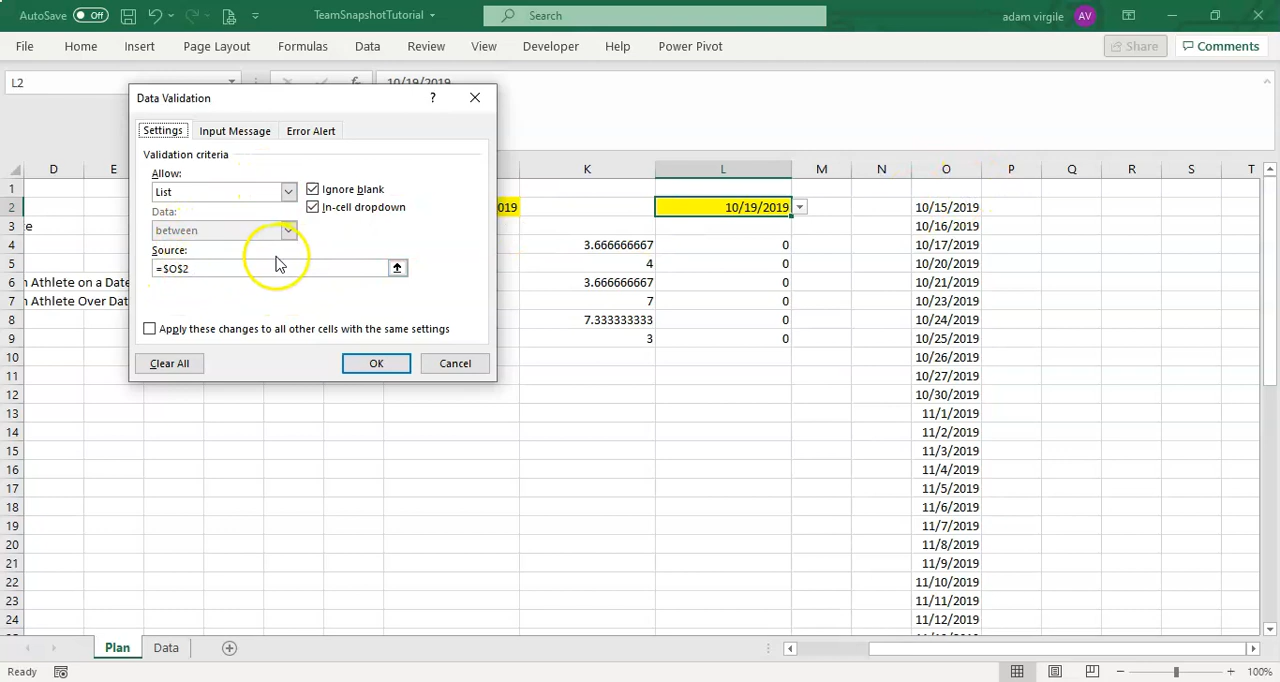 AutoSave Off TeamSnapshotTutorial Search adam virgile AV
File Home Insert Page Layout Formulas Data Review View Developer Help Power Pivot Share Comments
L2 10/19/2019
Data Validation ?
Settings Input Message Error Alert
Validation criteria
Allow:
List Ignore blank
Data: In-cell dropdown
between
Source:
=$O$2
Apply these changes to all other cells with the same settings
Clear All OK Cancel
D E K L M N O P Q R S T
1
2 019 10/19/2019 10/15/2019
3 te 10/16/2019
4 3.666666667 0 10/17/2019
5 4 0 10/20/2019
6 n Athlete on a Date 3.666666667 0 10/21/2019
7 n Athlete Over Dat 7 0 10/23/2019
8 7.333333333 0 10/24/2019
9 3 0 10/25/2019
10 10/26/2019
11 10/27/2019
12 10/30/2019
13 11/1/2019
14 11/2/2019
15 11/3/2019
16 11/4/2019
17 11/5/2019
18 11/6/2019
19 11/7/2019
20 11/8/2019
21 11/9/2019
22 11/10/2019
23 11/11/2019
24 11/12/2019
Plan Data
Ready 100%